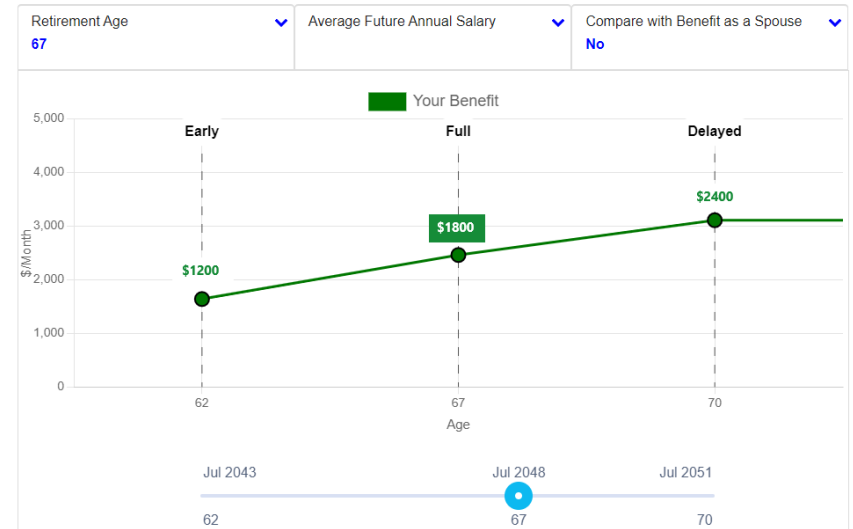 Retirement Age
67
Average Future Annual Salary
Compare with Benefit as a Spouse
No
Your Benefit
5,000
4,000
3,000
2,000
1,000
0
$/Month
Early
Full
Delayed
$1200
$1800
$2400
62
67
70
Age
Jul 2043
Jul 2048
Jul 2051
62
67
70